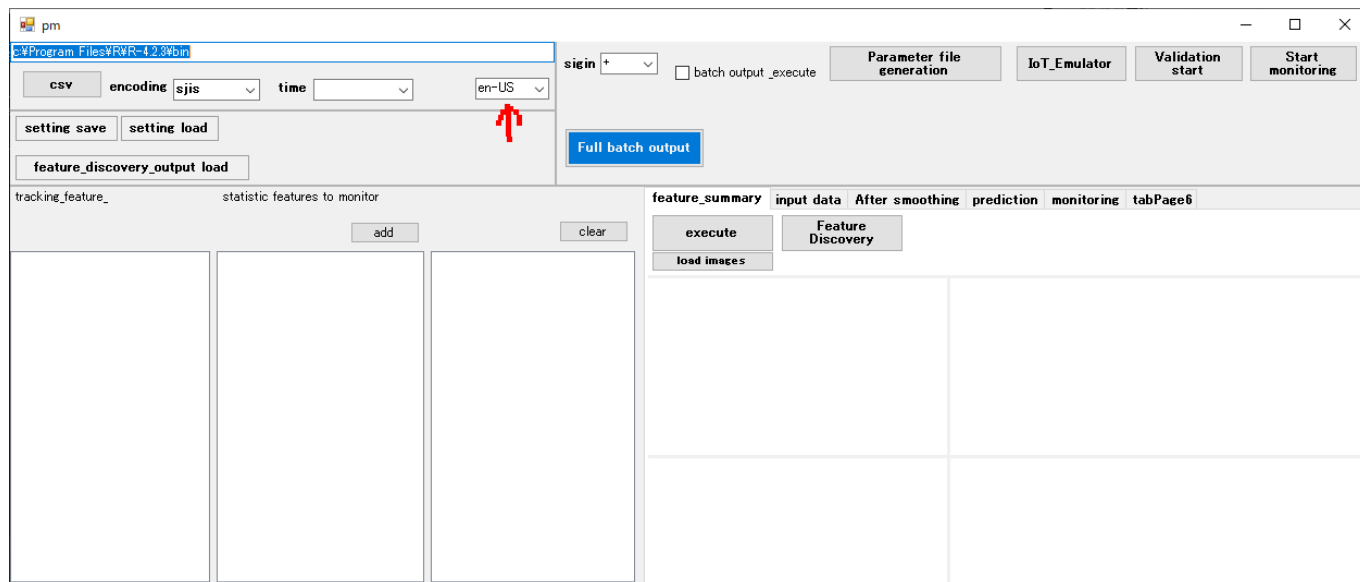 pm
c:¥Program Files¥R¥R-4.2.3¥bin
csv encoding sjis time en-US
setting save setting load
feature_discovery_output load
sigin + batch output _execute Parameter file generation IoT_Emulator Validation start Start monitoring
Full batch output
tracking_feature_ statistic features to monitor
add clear
feature_summary input data After smoothing prediction monitoring tabPage6
execute Feature Discovery
load images